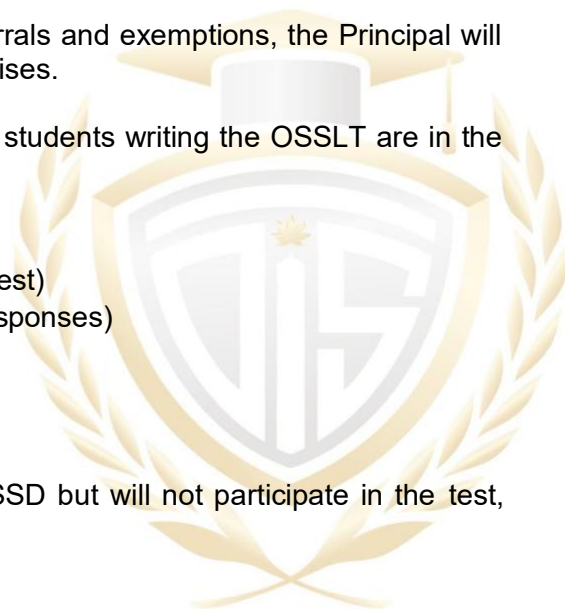 rrals and exemptions, the Principal will
ises.
students writing the OSSLT are in the
est)
sponses)
SSD but will not participate in the test,